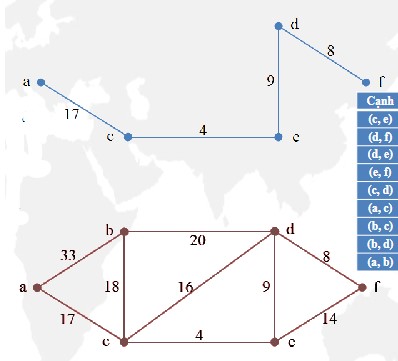 d
8
a
9
f
17
4
c
e
Cạnh
(c, e)
(d, f)
(d, e)
(e, f)
(c, d)
(a, c)
(b, c)
(b, d)
(a, b)
b
20
d
33
8
a
18
16
9
f
17
14
4
c
e